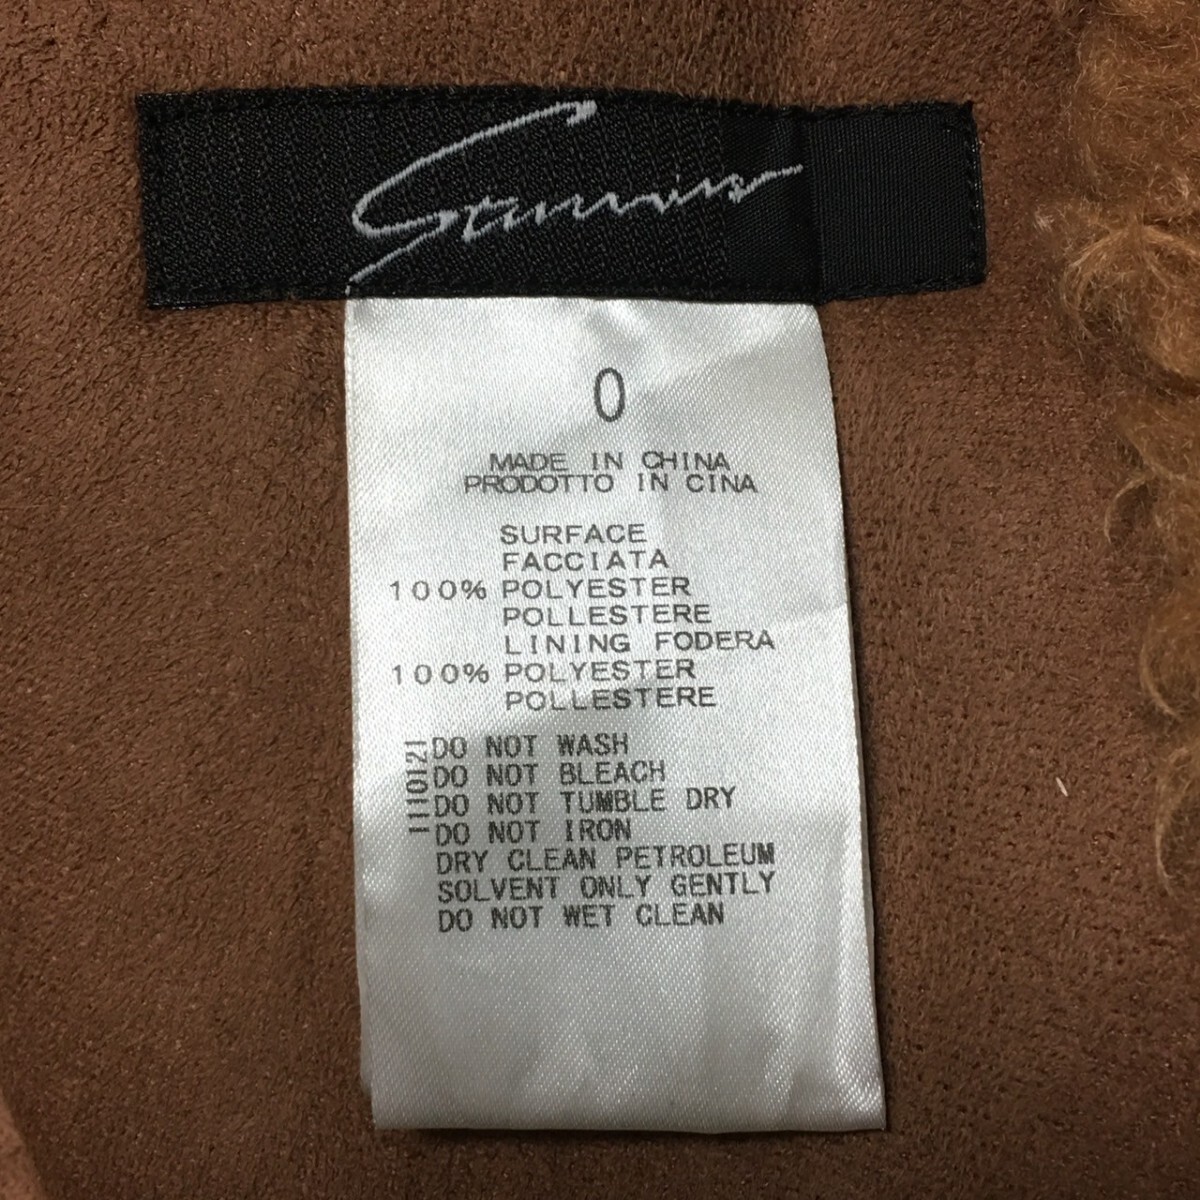 0
MADE IN CHINA
PRODOTTO IN CINA
SURFACE
FACCIATA
100% POLYESTER
POLLESTERE
LINING FODERA
100% POLYESTER
POLLESTERE
1110121
DO NOT WASH
DO NOT BLEACH
DO NOT TUMBLE DRY
DO NOT IRON
DRY CLEAN PETROLEUM
SOLVENT ONLY GENTLY
DO NOT WET CLEAN